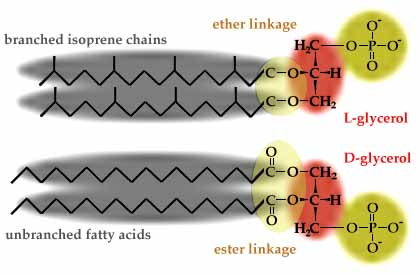 ether linkage
branched isoprene chains
O⁻
H₂C—O—P—O⁻
O
C—O—C—H
C—O—CH₂
L-glycerol
D-glycerol
O
C—O—CH₂
C—O—C—H
O
O⁻
H₂C—O—P—O⁻
O
unbranched fatty acids
ester linkage